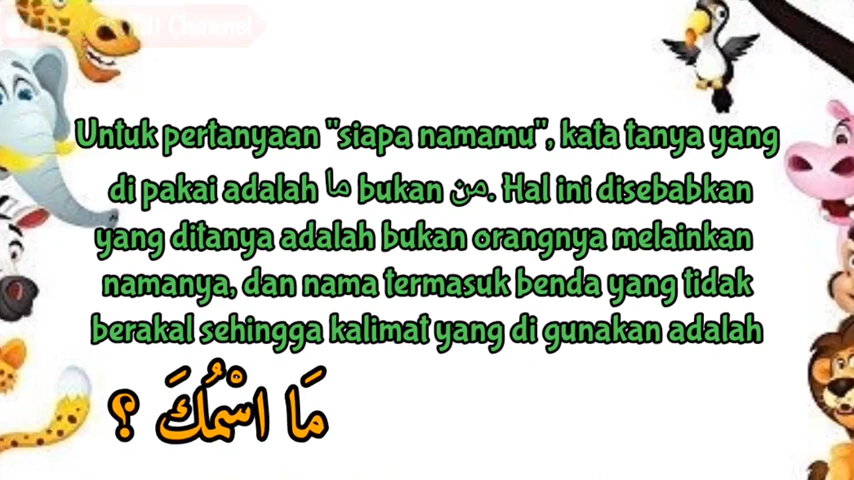 Channel
Untuk pertanyaan "siapa namamu", kata tanya yang
di pakai adalah ما bukan من. Hal ini disebabkan
yang ditanya adalah bukan orangnya melainkan
namanya, dan nama termasuk benda yang tidak
berakal sehingga kalimat yang di gunakan adalah
مَا اسْمُكَ ؟